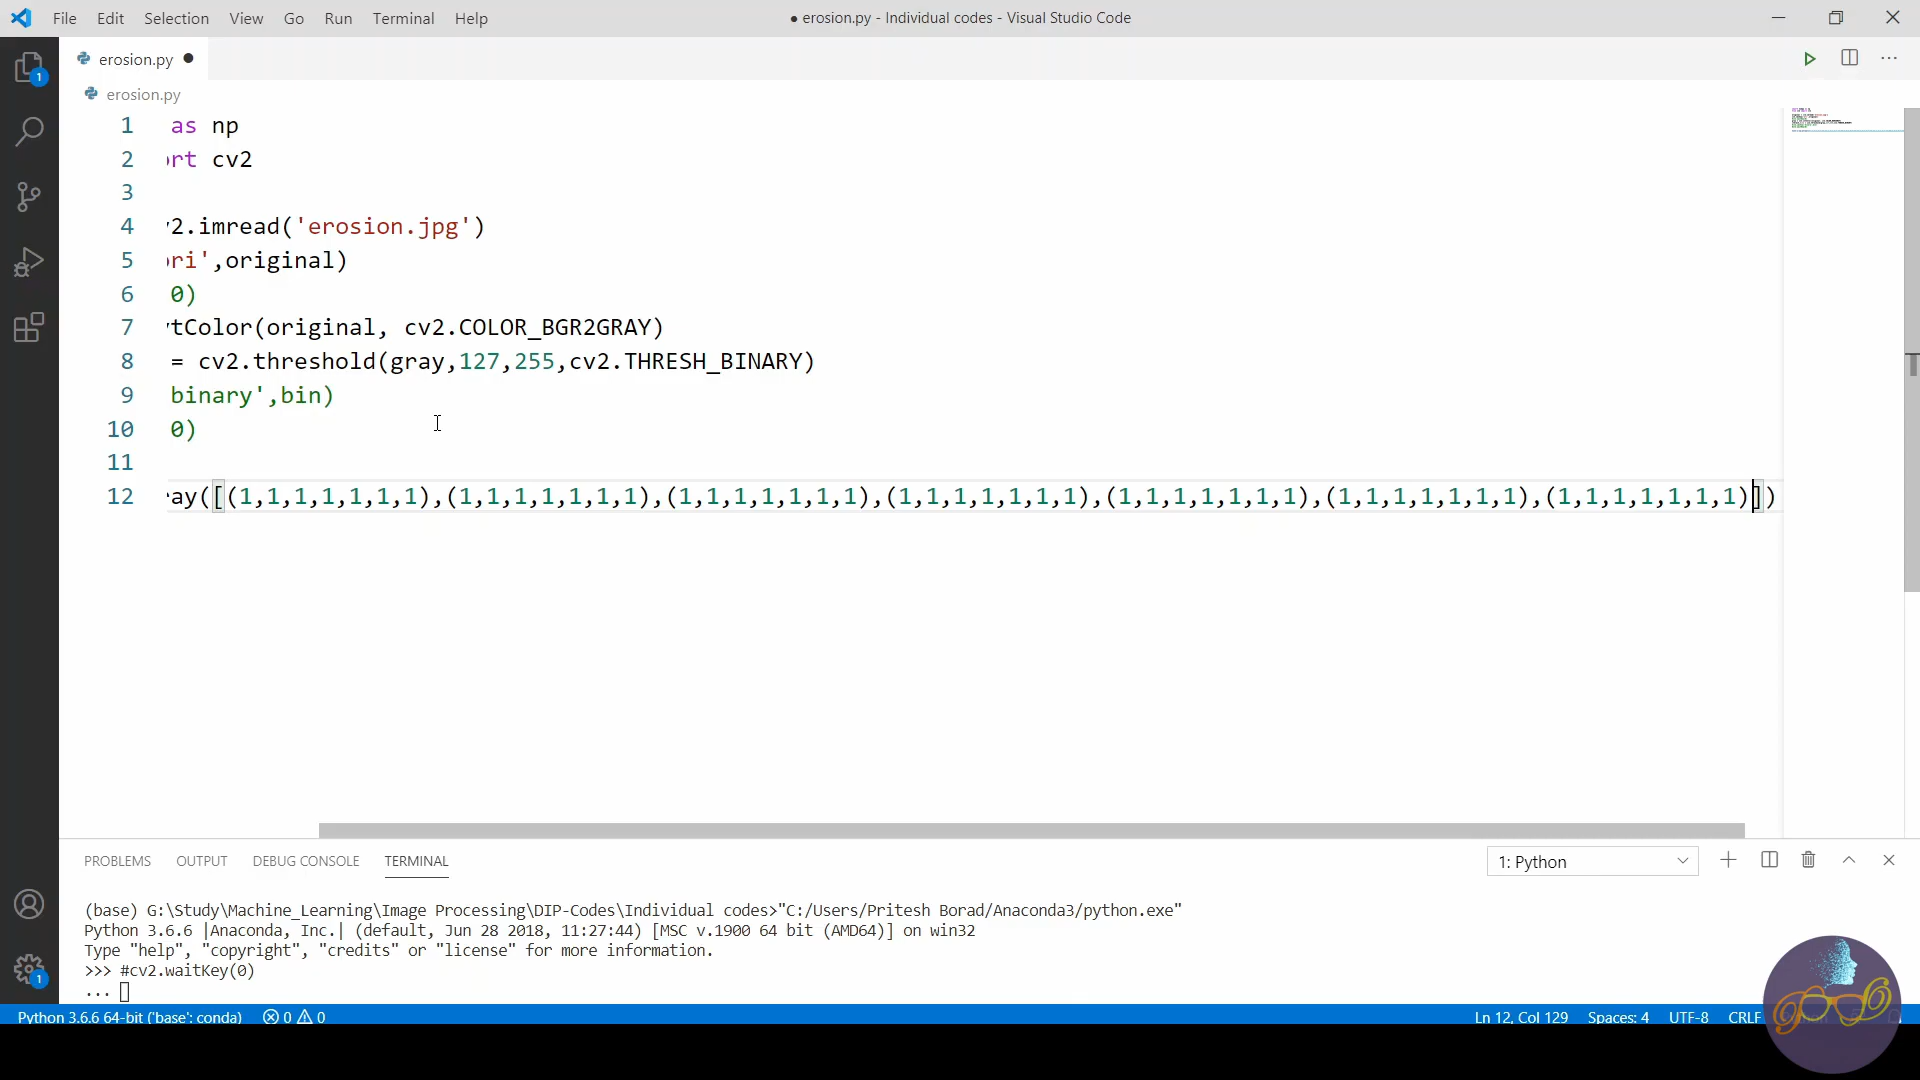 File Edit Selection View Go Run Terminal Help
● erosion.py - Individual codes - Visual Studio Code
erosion.py ●
erosion.py
1 as np
2 ort cv2
3
4 v2.imread('erosion.jpg')
5 ori',original)
6 0)
7 vtColor(original, cv2.COLOR_BGR2GRAY)
8 = cv2.threshold(gray,127,255,cv2.THRESH_BINARY)
9 binary',bin)
10 0)
11
12 ray([(1,1,1,1,1,1,1),(1,1,1,1,1,1,1),(1,1,1,1,1,1,1),(1,1,1,1,1,1,1),(1,1,1,1,1,1,1),(1,1,1,1,1,1,1),(1,1,1,1,1,1,1)])
PROBLEMS OUTPUT DEBUG CONSOLE TERMINAL
1: Python
(base) G:\Study\Machine_Learning\Image Processing\DIP-Codes\Individual codes>"C:/Users/Pritesh Borad/Anaconda3/python.exe"
Python 3.6.6 |Anaconda, Inc.| (default, Jun 28 2018, 11:27:44) [MSC v.1900 64 bit (AMD64)] on win32
Type "help", "copyright", "credits" or "license" for more information.
>>> #cv2.waitKey(0)
...
1
1
Python 3.6.6 64-bit ('base': conda) 0 0
Ln 12, Col 129 Spaces: 4 UTF-8 CRLF